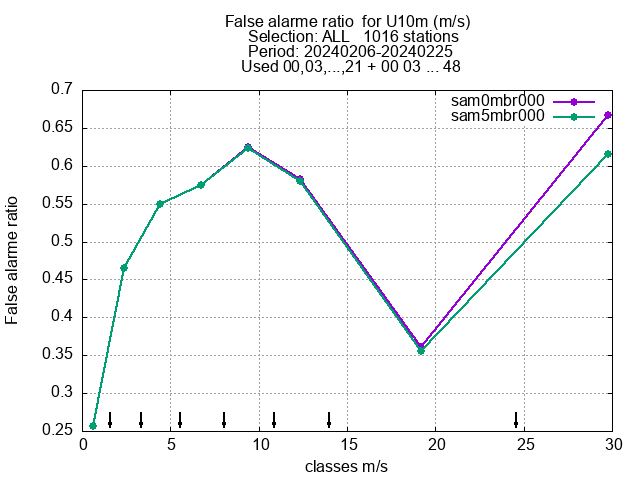 False alarme ratio  for U10m (m/s)
Selection: ALL   1016 stations
Period: 20240206-20240225
Used 00,03,...,21 + 00 03 ... 48
sam0mbr000
sam5mbr000
0.7
0.65
0.6
0.55
0.5
0.45
0.4
0.35
0.3
0.25
False alarme ratio
0 5 10 15 20 25 30
classes m/s